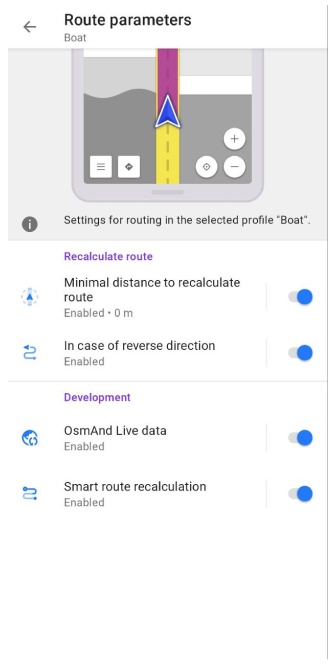 Route parameters
Boat
Settings for routing in the selected profile "Boat".
Recalculate route
Minimal distance to recalculate
route
Enabled • 0 m
In case of reverse direction
Enabled
Development
OsmAnd Live data
Enabled
Smart route recalculation
Enabled